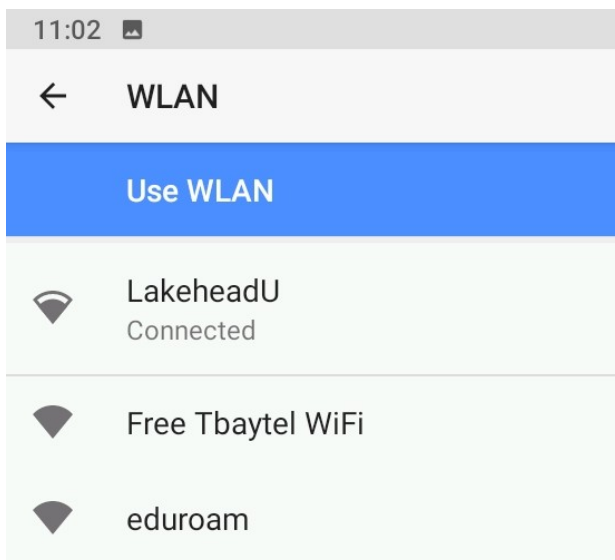 11:02
WLAN
Use WLAN
LakeheadU
Connected
Free Tbaytel WiFi
eduroam